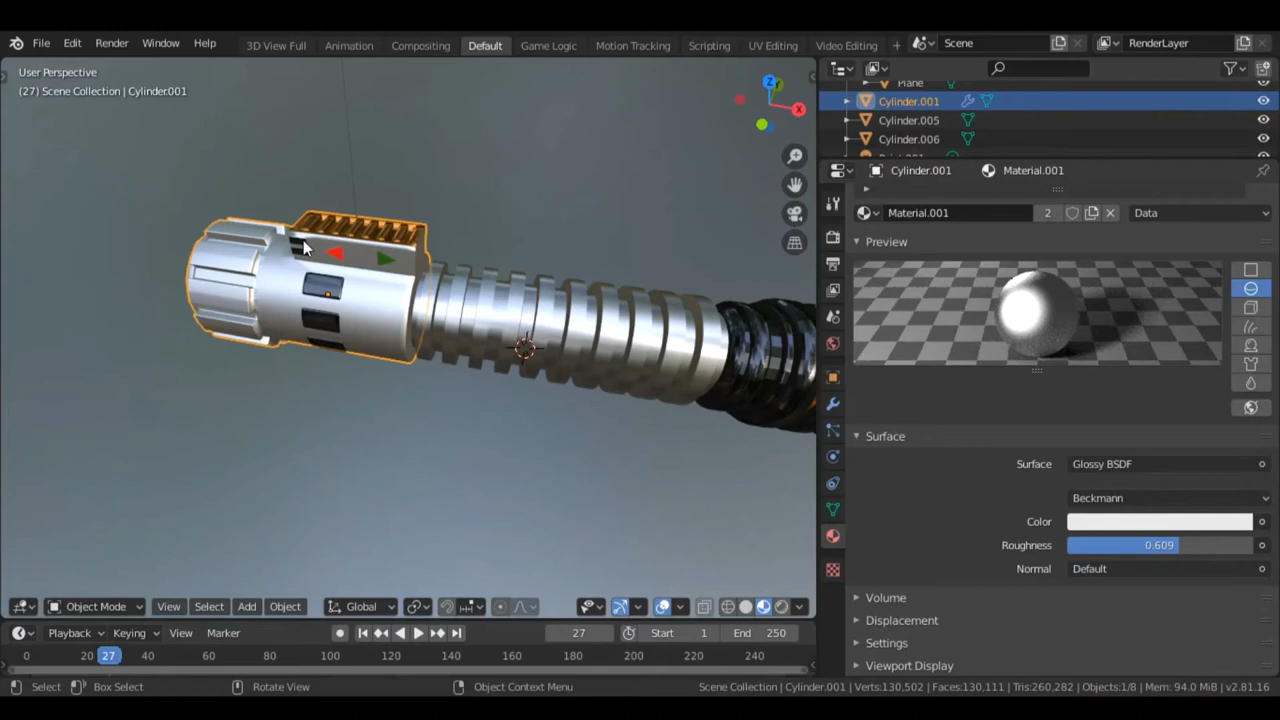 File Edit Render Window Help
3D View Full Animation Compositing Default Game Logic Motion Tracking Scripting UV Editing Video Editing + Scene RenderLayer
User Perspective
(27) Scene Collection | Cylinder.001
Z
X
Plane
Cylinder.001
Cylinder.005
Cylinder.006
Cylinder.001 Material.001
Material.001 2 Data
Preview
Surface
Surface Glossy BSDF
Beckmann
Color
Roughness 0.609
Normal Default
Volume
Displacement
Settings
Viewport Display
Object Mode View Select Add Object Global
Playback Keying View Marker 27 Start 1 End 250
0 20 27 40 60 80 100 120 140 160 180 200 220 240
Select Box Select Rotate View Object Context Menu Scene Collection | Cylinder.001 | Verts:130,502 | Faces:130,111 | Tris:260,282 | Objects:1/8 | Mem: 94.0 MiB | v2.81.16